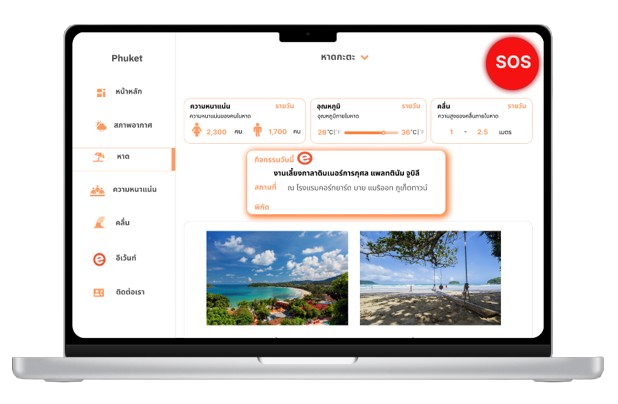 Phuket
หาดกะตะ
SOS
หน้าหลัก
สภาพอากาศ
หาด
ความหนาแน่น
คลื่น
อีเว้นท์
ติดต่อเรา
ความหนาแน่น รายวัน
ความหนาแน่นของคนในหาด
2,300 คน 1,700 คน
อุณหภูมิ รายวัน
อุณหภูมิภายในหาด
26°C|°F 36°C|°F
คลื่น รายวัน
ความสูงของคลื่นภายในหาด
1 - 2.5 เมตร
กิจกรรมวันนี้ e
งานเลี้ยงกาลาดินเนอร์การกุศล แพลทตินัม จูบิลี
สถานที่ ณ โรงแรมคอร์ทยาร์ด บาย แมริออท ภูเก็ตทาวน์
พิกัด